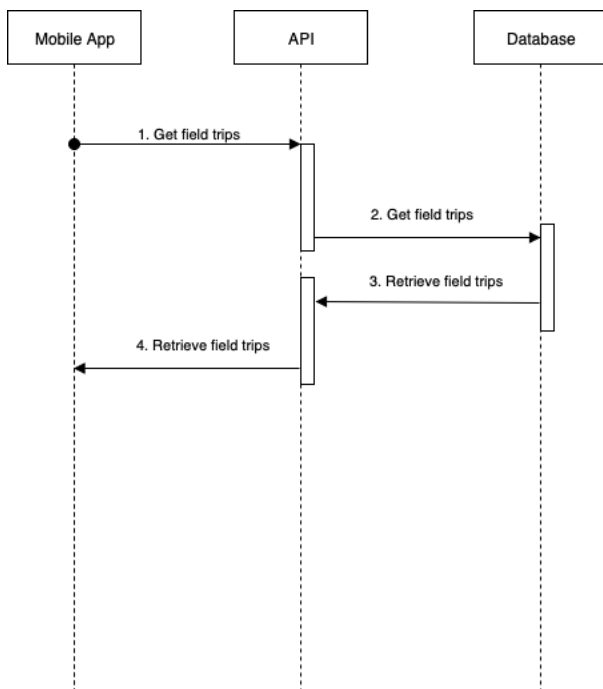 Mobile App
API
Database
1. Get field trips
2. Get field trips
3. Retrieve field trips
4. Retrieve field trips